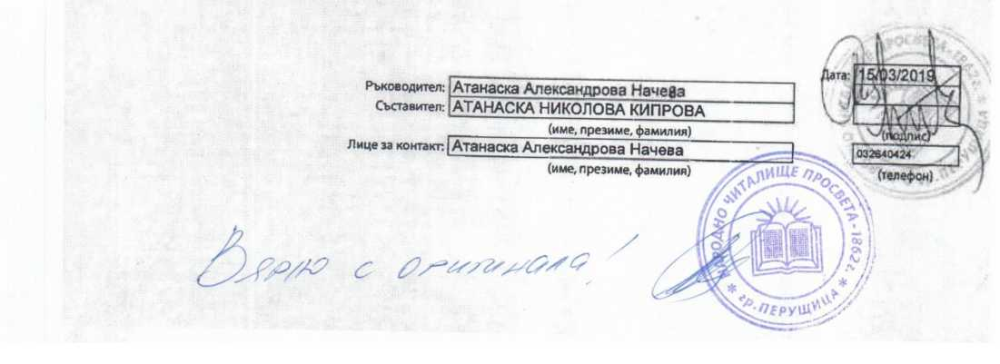 Дата: 15/03/2019
Ръководител: Атанаска Александрова Начева
Съставител: АТАНАСКА НИКОЛОВА КИПРОВА
(име, презиме, фамилия) (подпис)
Лице за контакт: Атанаска Александрова Начева 032640424
(име, презиме, фамилия) (телефон)
Вярно с оригинала!
НАРОДНО ЧИТАЛИЩЕ ПРОСВЕТА-1862г.
* гр.ПЕРУЩИЦА *